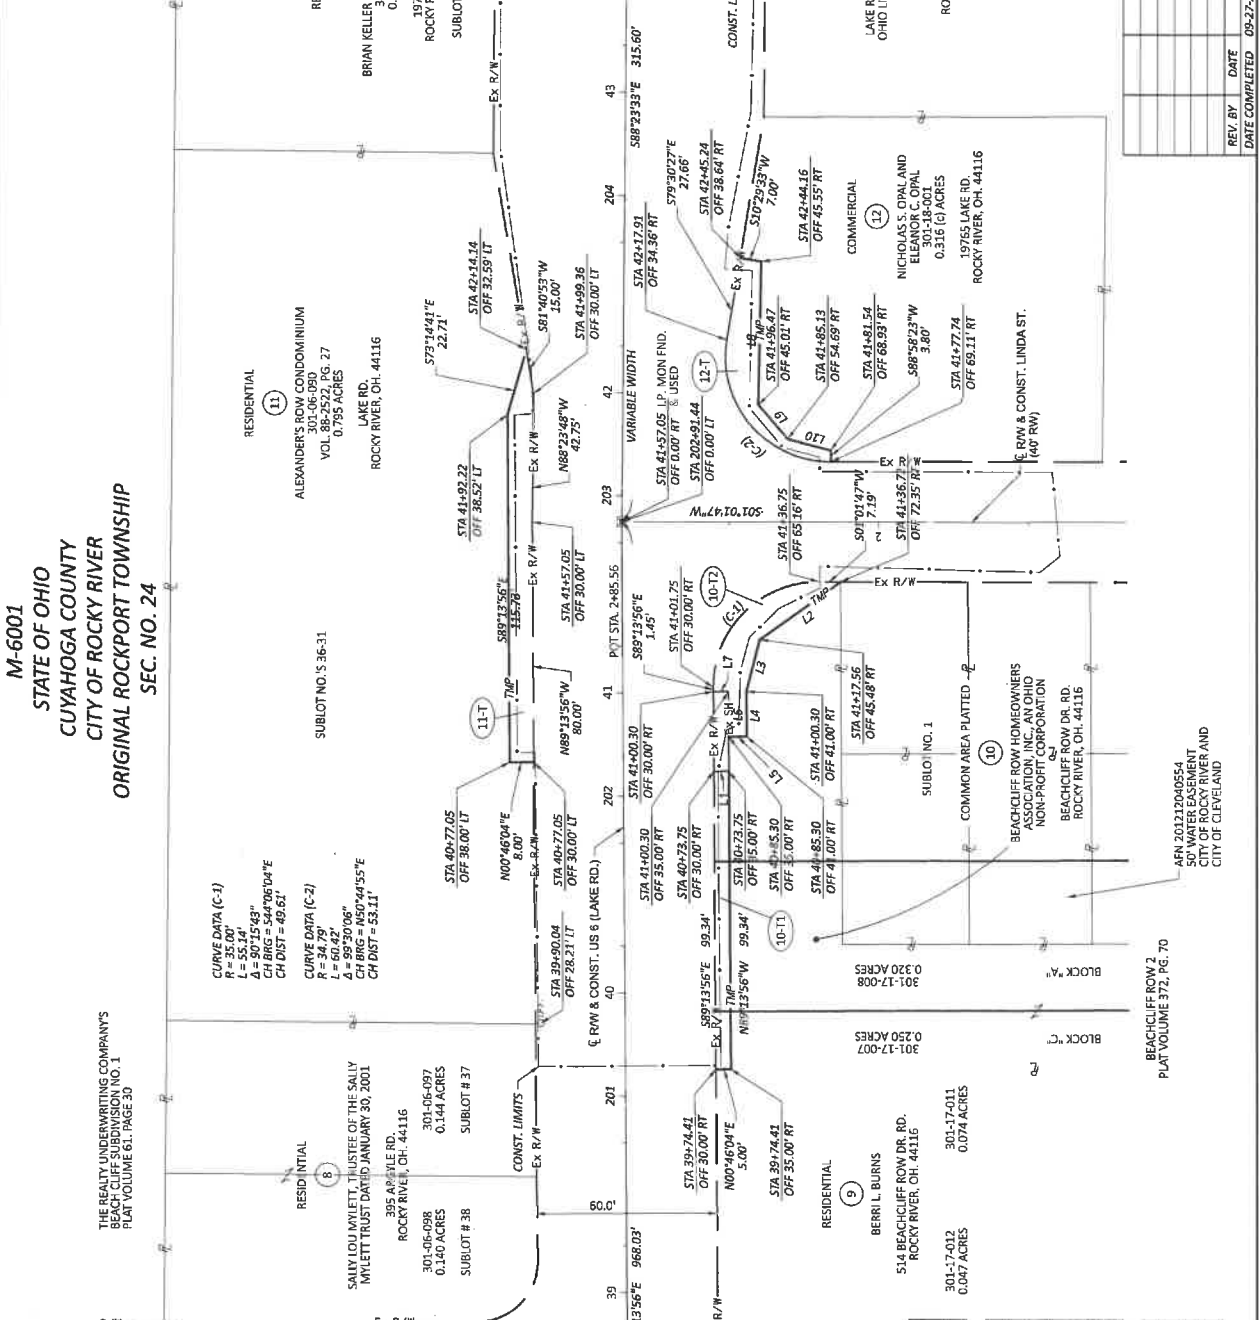 M-6001
STATE OF OHIO
CUYAHOGA COUNTY
CITY OF ROCKY RIVER
ORIGINAL ROCKPORT TOWNSHIP
SEC. NO. 24
THE REALTY UNDERWRITING COMPANY'S
BEACH CLIFF SUBDIVISION NO. 1
PLAT VOLUME 61. PAGE 30
CURVE DATA (C-1)
R = 35.00'
L = 55.14'
Δ = 90°15'43"
CH BRG = S44°06'04"E
CH DIST = 49.61'
CURVE DATA (C-2)
R = 34.79'
L = 60.42'
Δ = 99°30'06"
CH BRG = N50°44'55"E
CH DIST = 53.11'
RESIDENTIAL
8
SALLY LOU MYLETT, TRUSTEE OF THE SALLY
MYLETT TRUST DATED JANUARY 30, 2001
395 ARGYLE RD.
ROCKY RIVER, OH. 44116
301-06-098
0.140 ACRES
SUBLOT # 38
301-06-097
0.144 ACRES
SUBLOT # 37
SUBLOT NO.'S 36-31
RESIDENTIAL
11
ALEXANDER'S ROW CONDOMINIUM
301-06-090
VOL. 88-2522, PG. 27
0.795 ACRES
LAKE RD.
ROCKY RIVER, OH. 44116
BRIAN KELLER
ROCKY
SUBLOT
CONST. LIMITS
Ex R/W
STA 39+90.04
OFF 28.21' LT
STA 40+77.05
OFF 38.00' LT
N00°46'04"E
8.00'
STA 40+77.05
OFF 30.00' LT
Ex R/W
11-T
TMP
N89°13'56"W
80.00'
S89°13'56"E
115.78'
Ex R/W
STA 41+57.05
OFF 30.00' LT
STA 41+92.22
OFF 38.52' LT
Ex R/W
N88°23'48"W
42.75'
S73°14'41"E
22.71'
STA 42+14.14
OFF 32.59' LT
Ex R/W
S81°40'53"W
15.00'
STA 41+99.36
OFF 30.00' LT
Ex R/W
60.0'
39
13'56"E 968.03'
201
40
℄ R/W & CONST. US 6 (LAKE RD.)
202
41
POT STA. 2+85.56
203
42
VARIABLE WIDTH
204
43
S88°23'33"E 315.60'
STA 41+57.05 I.P. MON FND.
OFF 0.00' RT & USED
STA 202+91.44
OFF 0.00' LT
S01°01'47"W
R/W
STA 39+74.41
OFF 30.00' RT
N00°46'04"E
5.00'
STA 39+74.41
OFF 35.00' RT
Ex R/W
S89°13'56"E 99.34'
TMP
N89°13'56"W 99.34'
10-T1
STA 41+00.30
OFF 35.00' RT
STA 40+73.75
OFF 30.00' RT
STA 40+73.75
OFF 35.00' RT
STA 40+85.30
OFF 35.00' RT
STA 40+85.30
OFF 41.00' RT
STA 41+00.30
OFF 30.00' RT
S89°13'56"E
1.45'
STA 41+01.75
OFF 30.00' RT
Ex R/W
Ex SH
L1
L5
L6
L4
L7
L3
L2
TMP
(C-1)
10-T2
STA 41+00.30
OFF 41.00' RT
STA 41+17.56
OFF 45.48' RT
STA 41+36.75
OFF 65.16' RT
S01°01'47"W
7.19'
OFF 72.35' RT
Ex R/W
Ex R/W
℄ R/W & CONST. LINDA ST.
(40' RW)
(C-2)
12-T
L8
TMP
L9
L10
STA 42+17.91
OFF 34.36' RT
S79°30'27"E
27.66'
STA 42+45.24
OFF 38.64' RT
S10°29'33"W
7.00'
STA 42+44.16
OFF 45.55' RT
Ex R/W
STA 41+96.47
OFF 45.01' RT
STA 41+85.13
OFF 54.69' RT
STA 41+81.54
OFF 68.93' RT
S88°58'23"W
3.80'
STA 41+77.74
OFF 69.11' RT
CONST. L
COMMERCIAL
12
NICHOLAS S. OPAL AND
ELEANOR C. OPAL
301-18-001
0.316 (c) ACRES
19765 LAKE RD.
ROCKY RIVER, OH. 44116
LAKE R
OHIO LI
RO
SUBLOT NO. 1
COMMON AREA PLATTED
10
BEACHCLIFF ROW HOMEOWNERS
ASSOCIATION, INC., AN OHIO
NON-PROFIT CORPORATION
BEACHCLIFF ROW DR. RD.
ROCKY RIVER, OH. 44116
AFN 201212040554
50' WATER EASEMENT
CITY OF ROCKY RIVER AND
CITY OF CLEVELAND
301-17-008
0.320 ACRES
BLOCK "A"
301-17-007
0.250 ACRES
BLOCK "C"
BEACHCLIFF ROW 2
PLAT VOLUME 372, PG. 70
RESIDENTIAL
9
BERRI L. BURNS
514 BEACHCLIFF ROW DR. RD.
ROCKY RIVER, OH. 44116
301-17-012
0.047 ACRES
301-17-011
0.074 ACRES
REV. BY DATE
DATE COMPLETED 09-27-